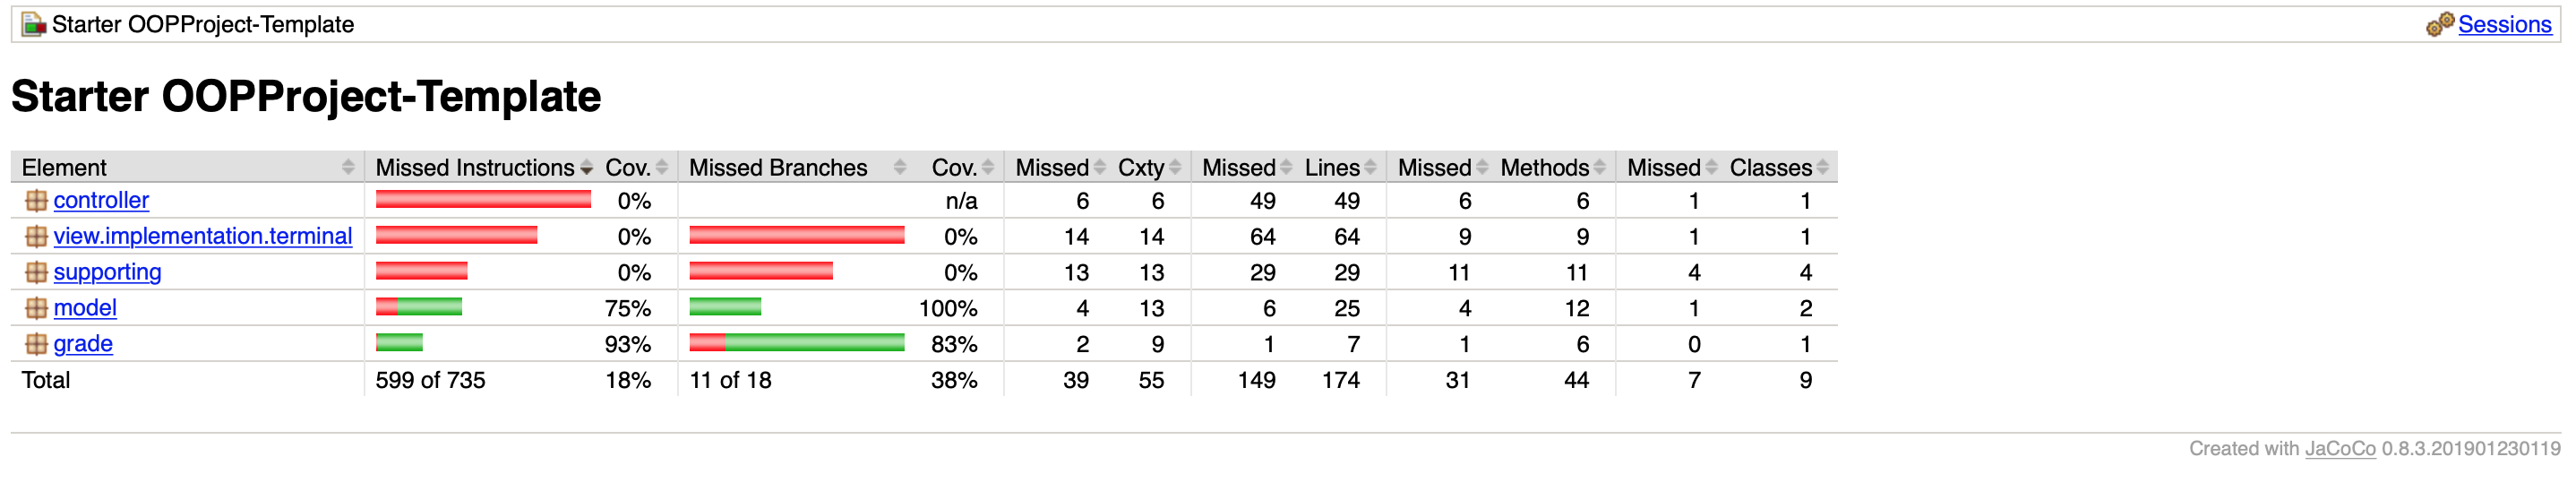 Starter OOPProject-Template Sessions
Starter OOPProject-Template
Element Missed Instructions Cov. Missed Branches Cov. Missed Cxty Missed Lines Missed Methods Missed Classes
controller 0% n/a 6 6 49 49 6 6 1 1
view.implementation.terminal 0% 0% 14 14 64 64 9 9 1 1
supporting 0% 0% 13 13 29 29 11 11 4 4
model 75% 100% 4 13 6 25 4 12 1 2
grade 93% 83% 2 9 1 7 1 6 0 1
Total 599 of 735 18% 11 of 18 38% 39 55 149 174 31 44 7 9
Created with JaCoCo 0.8.3.201901230119